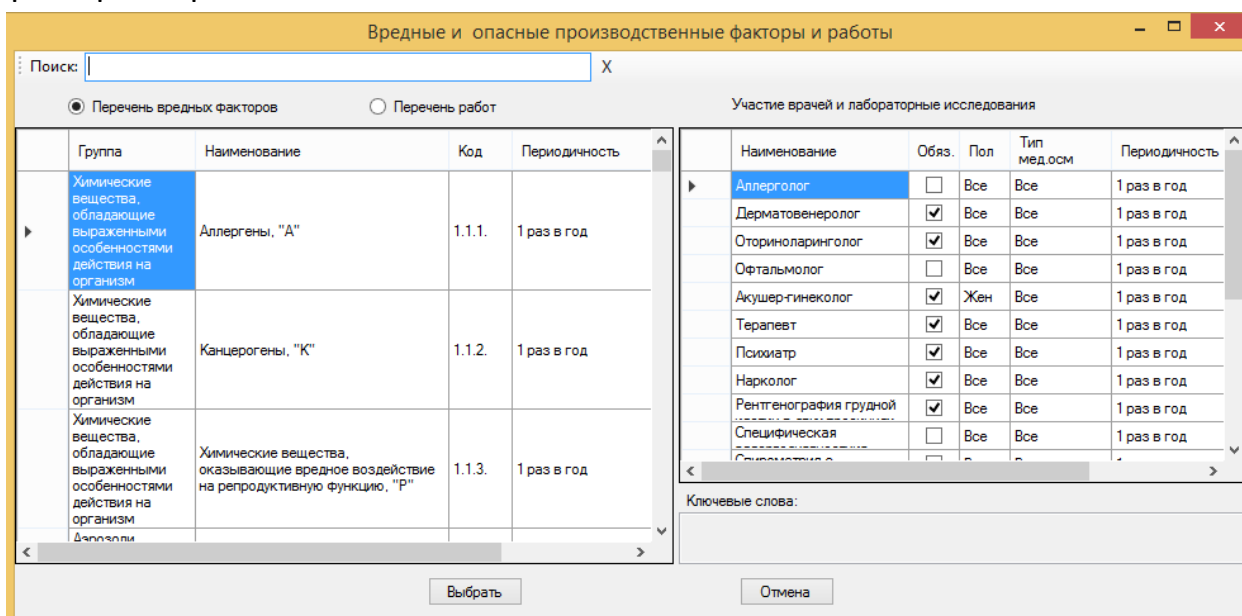 Вредные и опасные производственные факторы и работы
Поиск:
X
Перечень вредных факторов
Перечень работ
Участие врачей и лабораторные исследования
Группа Наименование Код Периодичность
Химические
вещества,
обладающие
выраженными
особенностями
действия на
организм
Аллергены, "А"
1.1.1.
1 раз в год
Химические
вещества,
обладающие
выраженными
особенностями
действия на
организм
Канцерогены, "К"
1.1.2.
1 раз в год
Химические
вещества,
обладающие
выраженными
особенностями
действия на
организм
Химические вещества,
оказывающие вредное воздействие
на репродуктивную функцию, "Р"
1.1.3.
1 раз в год
Аэрозоли
Наименование Обяз. Пол Тип
мед.осм
Периодичность
Аллерголог Все Все 1 раз в год
Дерматовенеролог Все Все 1 раз в год
Оториноларинголог Все Все 1 раз в год
Офтальмолог Все Все 1 раз в год
Акушер-гинеколог Жен Все 1 раз в год
Терапевт Все Все 1 раз в год
Психиатр Все Все 1 раз в год
Нарколог Все Все 1 раз в год
Рентгенография грудной Все Все 1 раз в год
Специфическая Все Все 1 раз в год
Ключевые слова:
Выбрать
Отмена